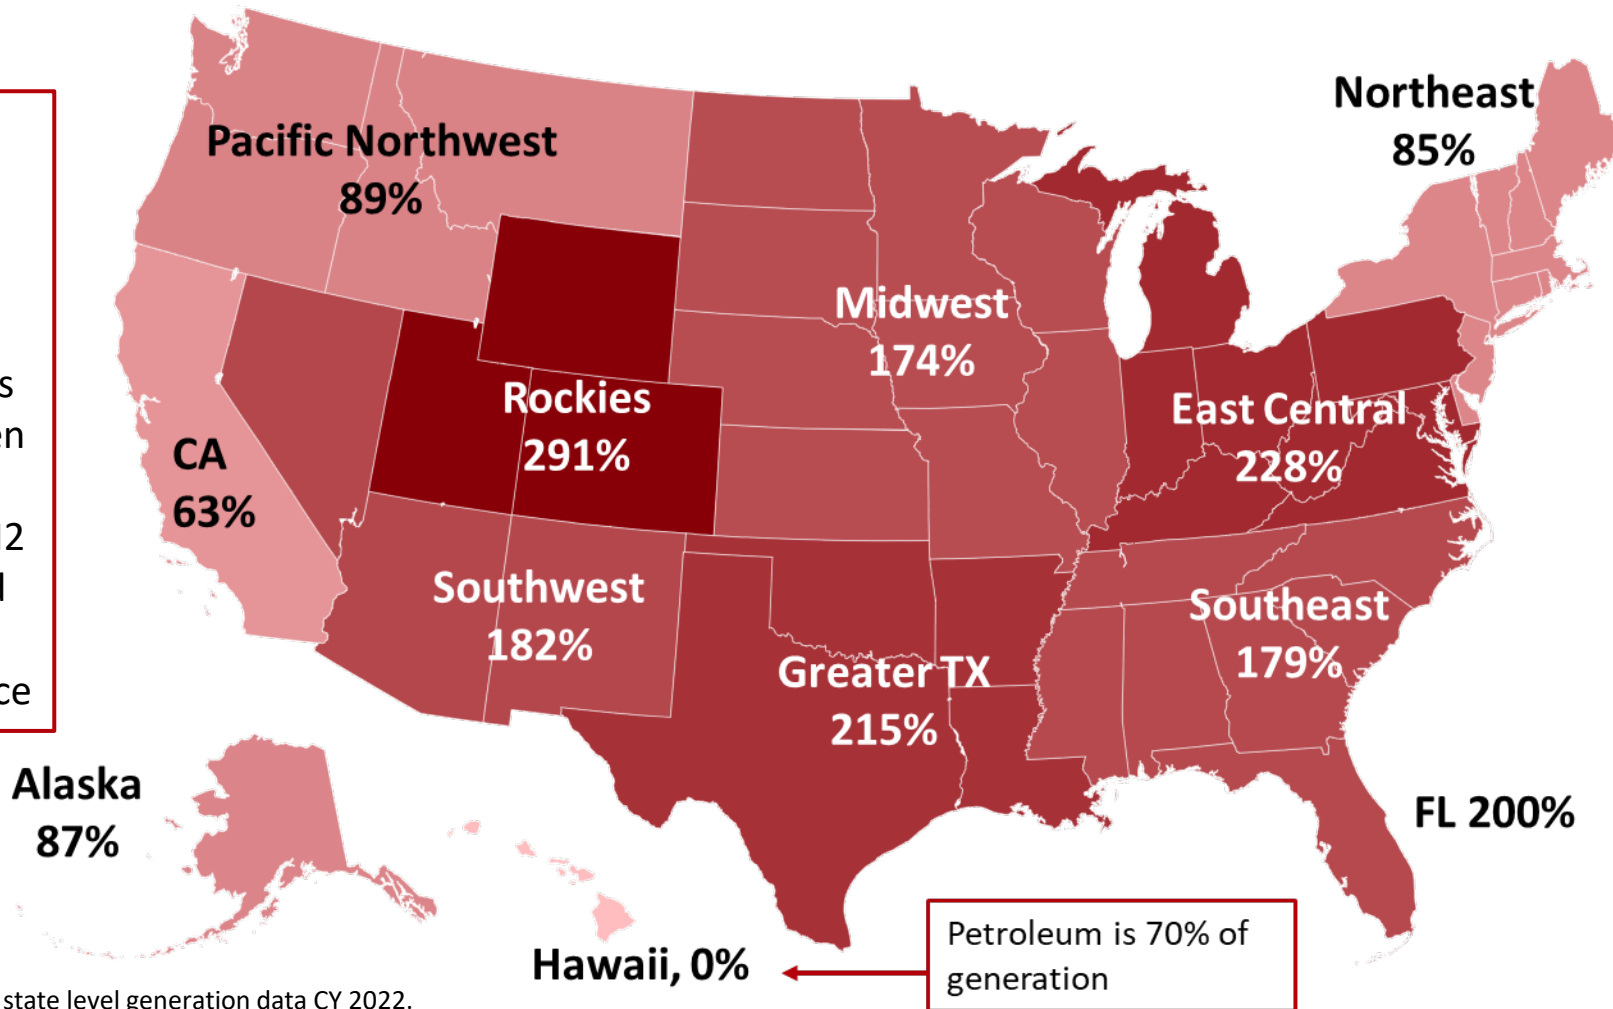 Northeast
85%
Pacific Northwest
89%
Midwest
174%
s
en
Rockies
291%
East Central
228%
CA
63%
Southwest
182%
Southeast
179%
Greater TX
215%
ce
Alaska
87%
FL 200%
Hawaii, 0%
Petroleum is 70% of
generation
state level generation data CY 2022.